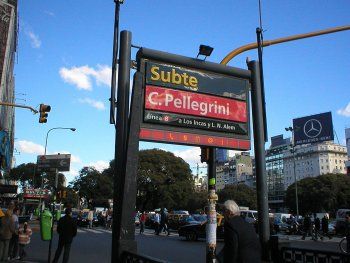 Subte
C. Pellegrini
Línea B a Los Incas y L. N. Alem